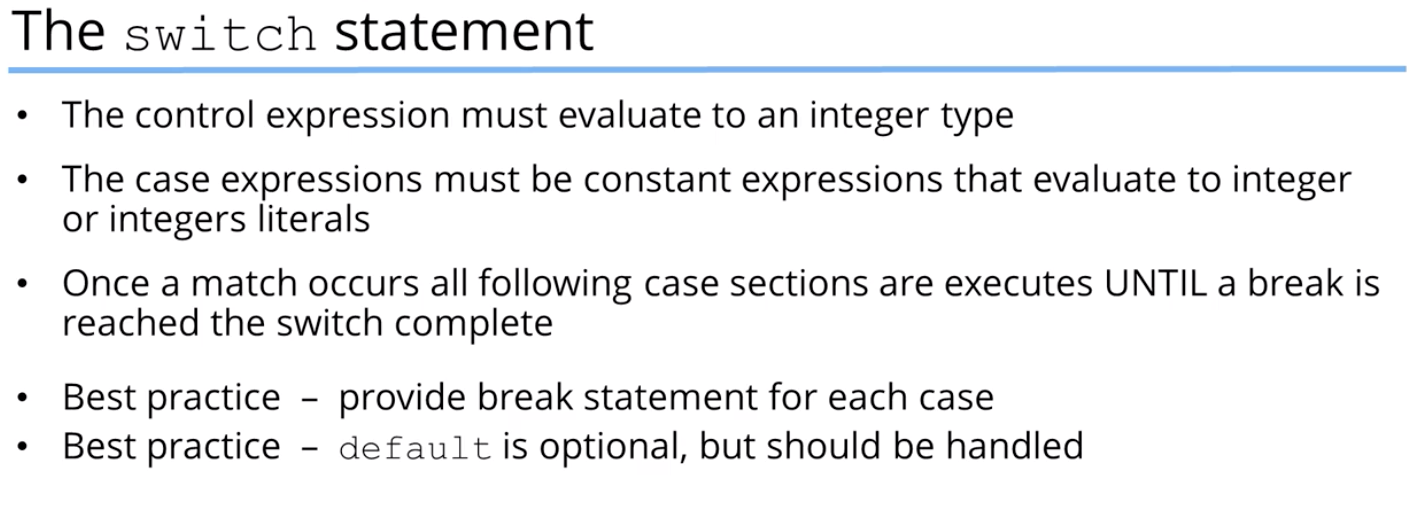 The switch statement
• The control expression must evaluate to an integer type
• The case expressions must be constant expressions that evaluate to integer
or integers literals
• Once a match occurs all following case sections are executes UNTIL a break is
reached the switch complete
• Best practice – provide break statement for each case
• Best practice – default is optional, but should be handled